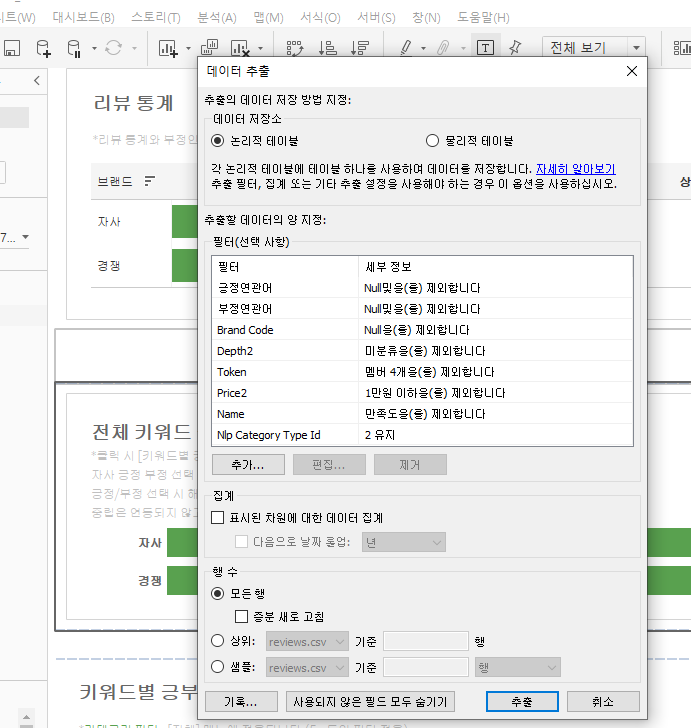 시트(W) 대시보드(B) 스토리(T) 분석(A) 맵(M) 서식(O) 서버(S) 창(N) 도움말(H)
전체 보기
데이터 추출
추출의 데이터 저장 방법 지정:
데이터 저장소
논리적 테이블 물리적 테이블
각 논리적 테이블에 테이블 하나를 사용하여 데이터를 저장합니다. 자세히 알아보기
추출 필터, 집계 또는 기타 추출 설정을 사용해야 하는 경우 이 옵션을 사용하십시오.
추출할 데이터의 양 지정:
필터(선택 사항)
필터 세부 정보
긍정연관어 Null및을(를) 제외합니다
부정연관어 Null및을(를) 제외합니다
Brand Code Null을(를) 제외합니다
Depth2 미분류을(를) 제외합니다
Token 멤버 4개을(를) 제외합니다
Price2 1만원 이하을(를) 제외합니다
Name 만족도을(를) 제외합니다
Nlp Category Type Id 2 유지
추가... 편집... 제거
집계
표시된 차원에 대한 데이터 집계
다음으로 날짜 롤업: 년
행 수
모든 행
증분 새로 고침
상위: reviews.csv 기준 행
샘플: reviews.csv 기준 행
기록... 사용되지 않은 필드 모두 숨기기 추출 취소
리뷰 통계
*리뷰 통계와 부정인
브랜드
상
자사
경쟁
7...
전체 키워드
*클릭 시 [키워드별 긍
자사 긍정 부정 선택
긍정/부정 선택 시 해
중립은 연동되지 않고
자사
경쟁
키워드별 긍부